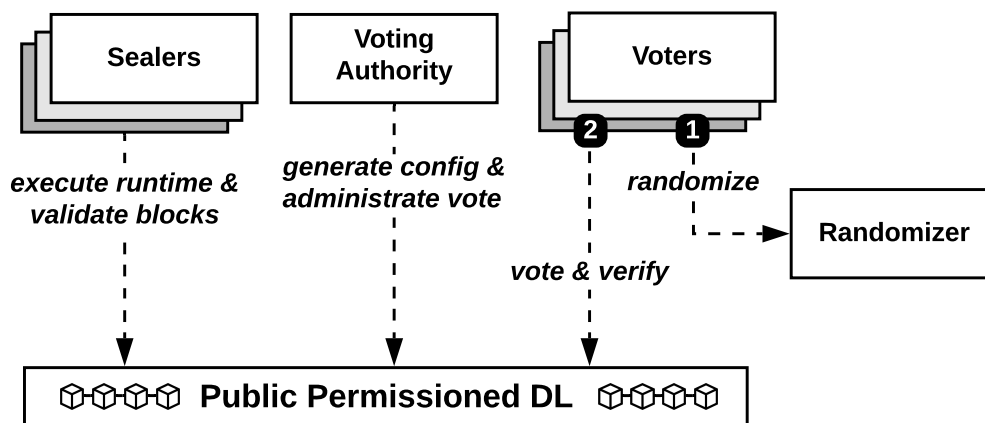 Sealers
Voting
Authority
Voters
2
1
execute runtime &
validate blocks
generate config &
administrate vote
randomize
Randomizer
vote & verify
Public Permissioned DL